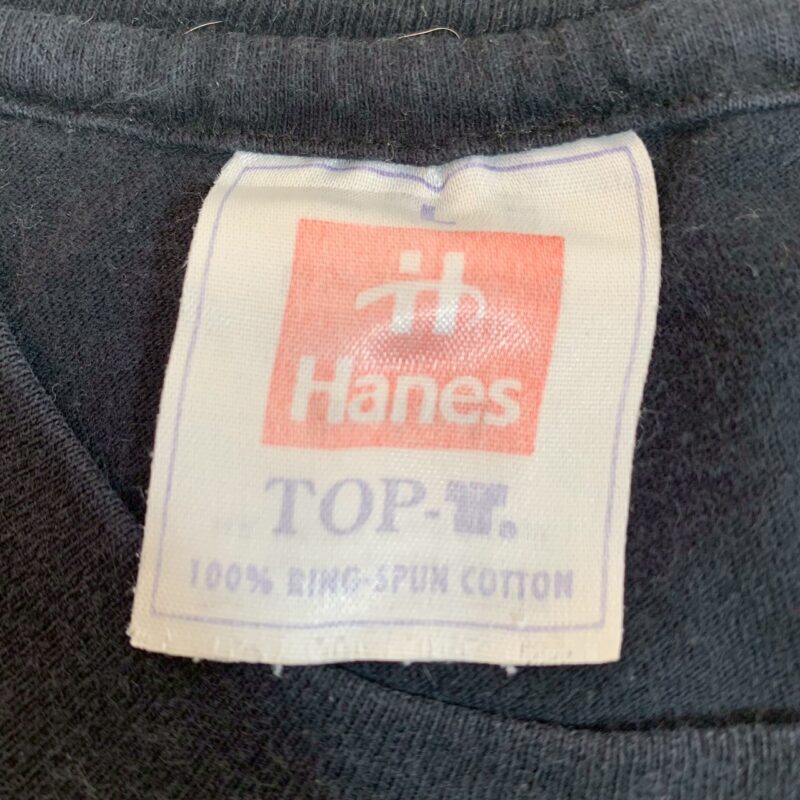 H
Hanes
TOP-T.
100% RING-SPUN COTTON